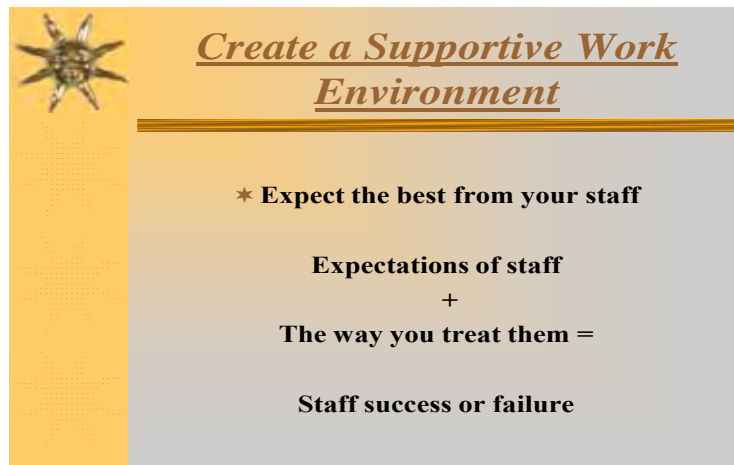 Create a Supportive Work
Environment
✶ Expect the best from your staff
Expectations of staff
+
The way you treat them =
Staff success or failure